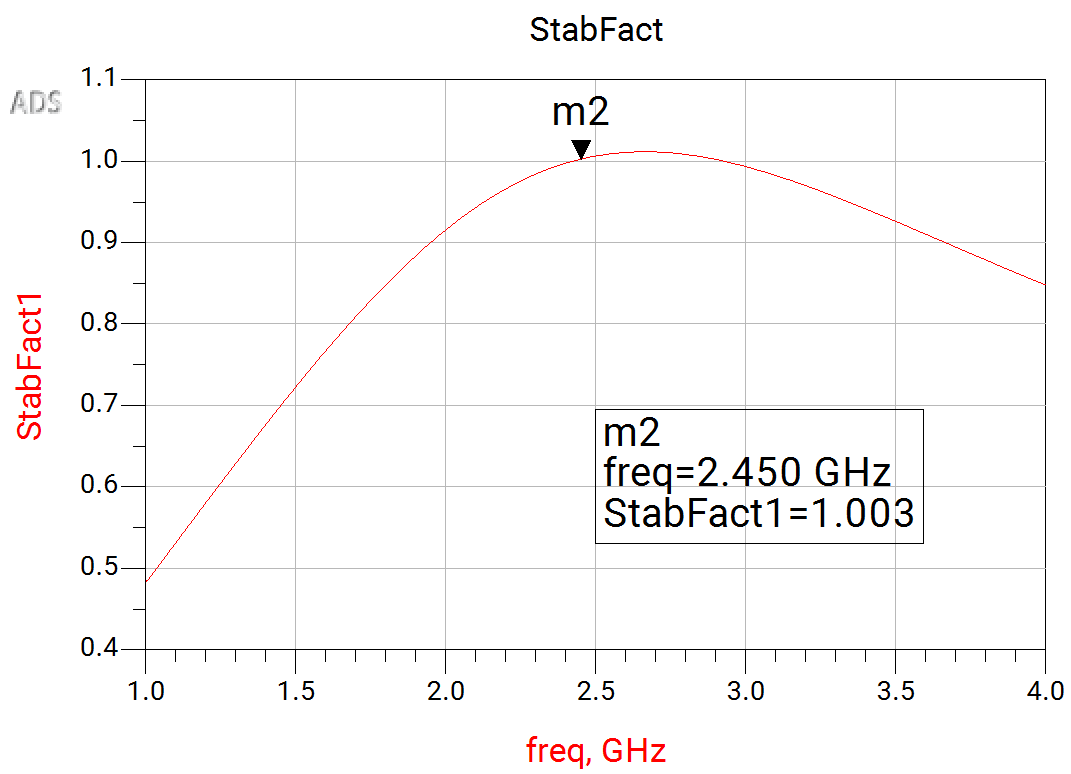 StabFact
ADS
1.1
1.0
0.9
0.8
0.7
0.6
0.5
0.4
StabFact1
m2
m2
freq=2.450 GHz
StabFact1=1.003
1.0 1.5 2.0 2.5 3.0 3.5 4.0
freq, GHz